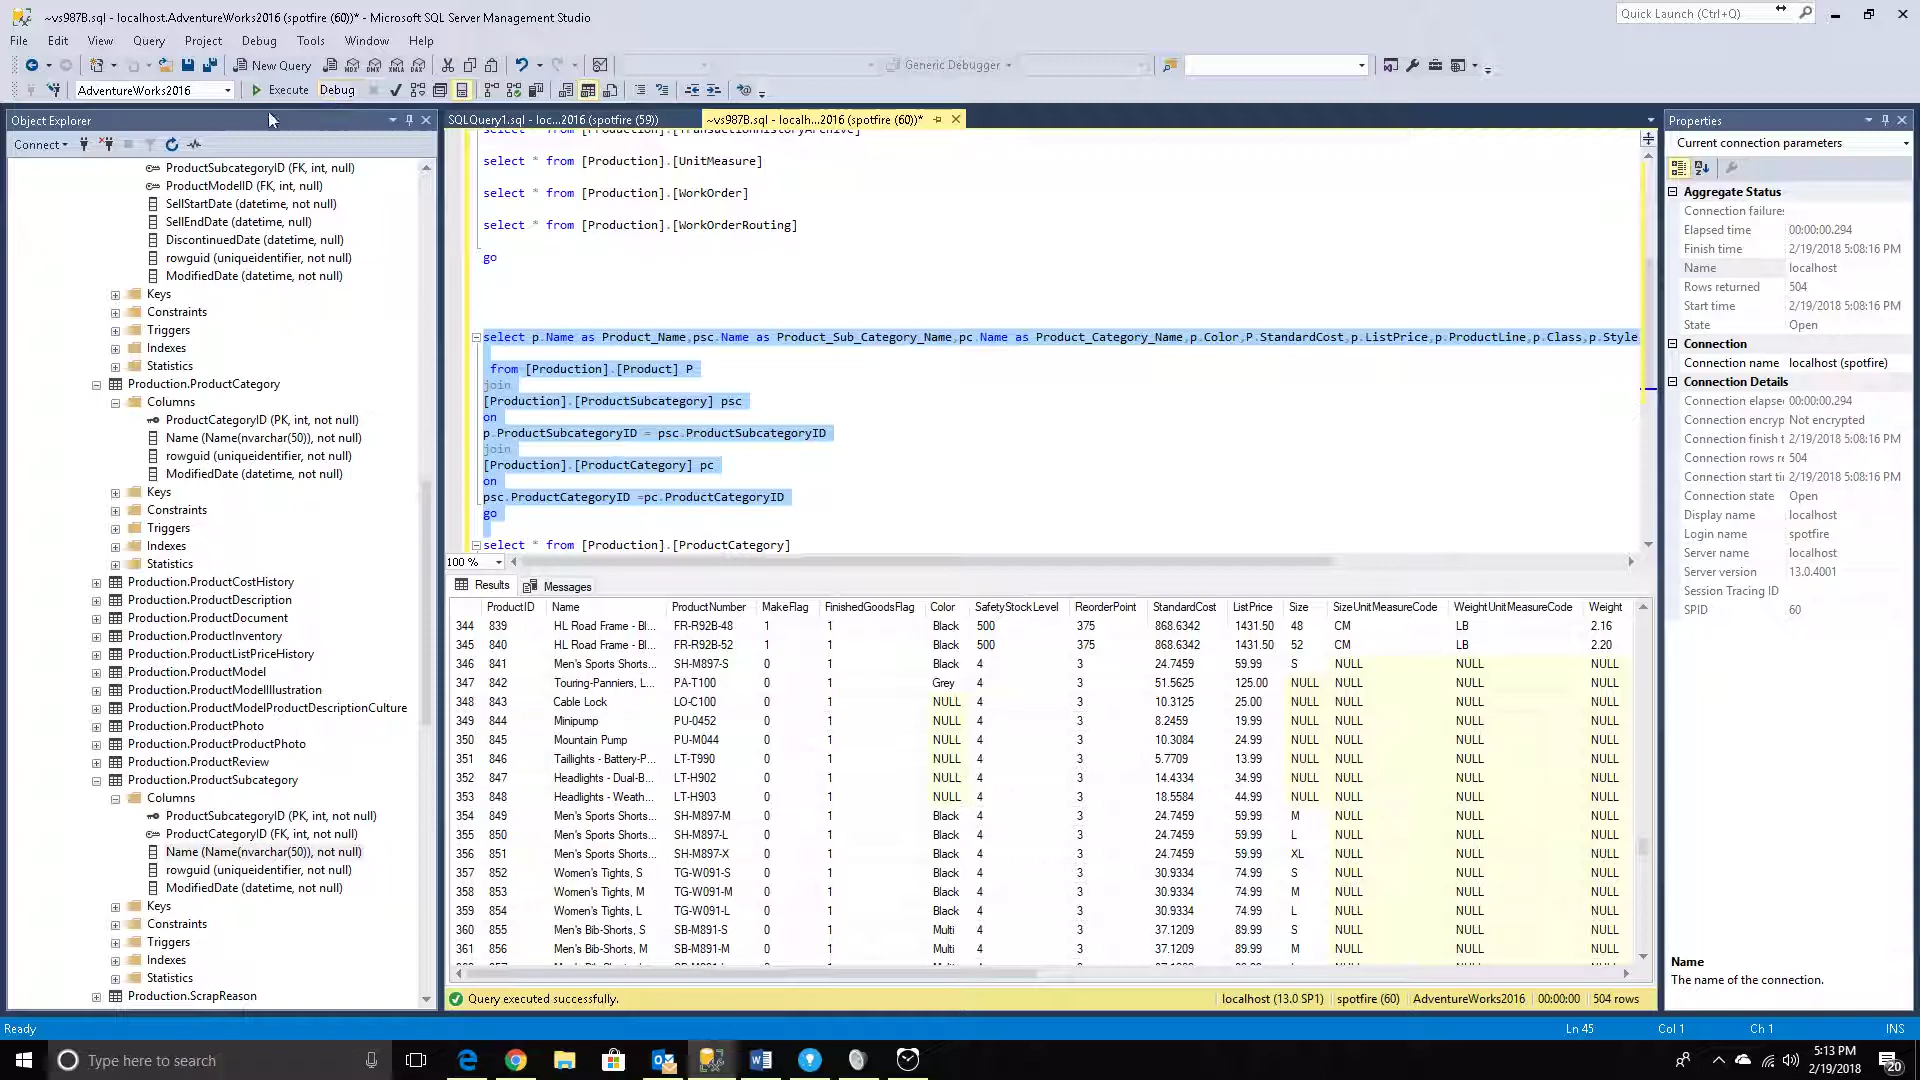 ~vs987B.sql - localhost.AdventureWorks2016 (spotfire (60))* - Microsoft SQL Server Management Studio
Quick Launch (Ctrl+Q)
File Edit View Query Project Debug Tools Window Help
New Query
Generic Debugger
AdventureWorks2016
Execute Debug
Object Explorer
Connect
ProductSubcategoryID (FK, int, null)
ProductModelID (FK, int, null)
SellStartDate (datetime, not null)
SellEndDate (datetime, null)
DiscontinuedDate (datetime, null)
rowguid (uniqueidentifier, not null)
ModifiedDate (datetime, not null)
Keys
Constraints
Triggers
Indexes
Statistics
Production.ProductCategory
Columns
ProductCategoryID (PK, int, not null)
Name (Name(nvarchar(50)), not null)
rowguid (uniqueidentifier, not null)
ModifiedDate (datetime, not null)
Keys
Constraints
Triggers
Indexes
Statistics
Production.ProductCostHistory
Production.ProductDescription
Production.ProductDocument
Production.ProductInventory
Production.ProductListPriceHistory
Production.ProductModel
Production.ProductModelIllustration
Production.ProductModelProductDescriptionCulture
Production.ProductPhoto
Production.ProductProductPhoto
Production.ProductReview
Production.ProductSubcategory
Columns
ProductSubcategoryID (PK, int, not null)
ProductCategoryID (FK, int, not null)
Name (Name(nvarchar(50)), not null)
rowguid (uniqueidentifier, not null)
ModifiedDate (datetime, not null)
Keys
Constraints
Triggers
Indexes
Statistics
Production.ScrapReason
SQLQuery1.sql - loc...2016 (spotfire (59))
~vs987B.sql - localh...2016 (spotfire (60))*
select * from [Production].[TransactionHistoryArchive]
select * from [Production].[UnitMeasure]
select * from [Production].[WorkOrder]
select * from [Production].[WorkOrderRouting]
go
select p.Name as Product_Name,psc.Name as Product_Sub_Category_Name,pc.Name as Product_Category_Name,p.Color,P.StandardCost,p.ListPrice,p.ProductLine,p.Class,p.Style
from [Production].[Product] P
join
[Production].[ProductSubcategory] psc
on
p.ProductSubcategoryID = psc.ProductSubcategoryID
join
[Production].[ProductCategory] pc
on
psc.ProductCategoryID =pc.ProductCategoryID
go
select * from [Production].[ProductCategory]
100 %
Results Messages
ProductID Name ProductNumber MakeFlag FinishedGoodsFlag Color SafetyStockLevel ReorderPoint StandardCost ListPrice Size SizeUnitMeasureCode WeightUnitMeasureCode Weight
344 839 HL Road Frame - Bl... FR-R92B-48 1 1 Black 500 375 868.6342 1431.50 48 CM LB 2.16
345 840 HL Road Frame - Bl... FR-R92B-52 1 1 Black 500 375 868.6342 1431.50 52 CM LB 2.20
346 841 Men's Sports Shorts... SH-M897-S 0 1 Black 4 3 24.7459 59.99 S NULL NULL NULL
347 842 Touring-Panniers, L... PA-T100 0 1 Grey 4 3 51.5625 125.00 NULL NULL NULL NULL
348 843 Cable Lock LO-C100 0 1 NULL 4 3 10.3125 25.00 NULL NULL NULL NULL
349 844 Minipump PU-0452 0 1 NULL 4 3 8.2459 19.99 NULL NULL NULL NULL
350 845 Mountain Pump PU-M044 0 1 NULL 4 3 10.3084 24.99 NULL NULL NULL NULL
351 846 Taillights - Battery-P... LT-T990 0 1 NULL 4 3 5.7709 13.99 NULL NULL NULL NULL
352 847 Headlights - Dual-B... LT-H902 0 1 NULL 4 3 14.4334 34.99 NULL NULL NULL NULL
353 848 Headlights - Weath... LT-H903 0 1 NULL 4 3 18.5584 44.99 NULL NULL NULL NULL
354 849 Men's Sports Shorts... SH-M897-M 0 1 Black 4 3 24.7459 59.99 M NULL NULL NULL
355 850 Men's Sports Shorts... SH-M897-L 0 1 Black 4 3 24.7459 59.99 L NULL NULL NULL
356 851 Men's Sports Shorts... SH-M897-X 0 1 Black 4 3 24.7459 59.99 XL NULL NULL NULL
357 852 Women's Tights, S TG-W091-S 0 1 Black 4 3 30.9334 74.99 S NULL NULL NULL
358 853 Women's Tights, M TG-W091-M 0 1 Black 4 3 30.9334 74.99 M NULL NULL NULL
359 854 Women's Tights, L TG-W091-L 0 1 Black 4 3 30.9334 74.99 L NULL NULL NULL
360 855 Men's Bib-Shorts, S SB-M891-S 0 1 Multi 4 3 37.1209 89.99 S NULL NULL NULL
361 856 Men's Bib-Shorts, M SB-M891-M 0 1 Multi 4 3 37.1209 89.99 M NULL NULL NULL
Query executed successfully. localhost (13.0 SP1) spotfire (60) AdventureWorks2016 00:00:00 504 rows
Properties
Current connection parameters
Aggregate Status
Connection failures
Elapsed time 00:00:00.294
Finish time 2/19/2018 5:08:16 PM
Name localhost
Rows returned 504
Start time 2/19/2018 5:08:16 PM
State Open
Connection
Connection name localhost (spotfire)
Connection Details
Connection elapse 00:00:00.294
Connection encryp Not encrypted
Connection finish t 2/19/2018 5:08:16 PM
Connection rows re 504
Connection start ti 2/19/2018 5:08:16 PM
Connection state Open
Display name localhost
Login name spotfire
Server name localhost
Server version 13.0.4001
Session Tracing ID
SPID 60
Name
The name of the connection.
Ready Ln 45 Col 1 Ch 1 INS
Type here to search
5:13 PM
2/19/2018
20